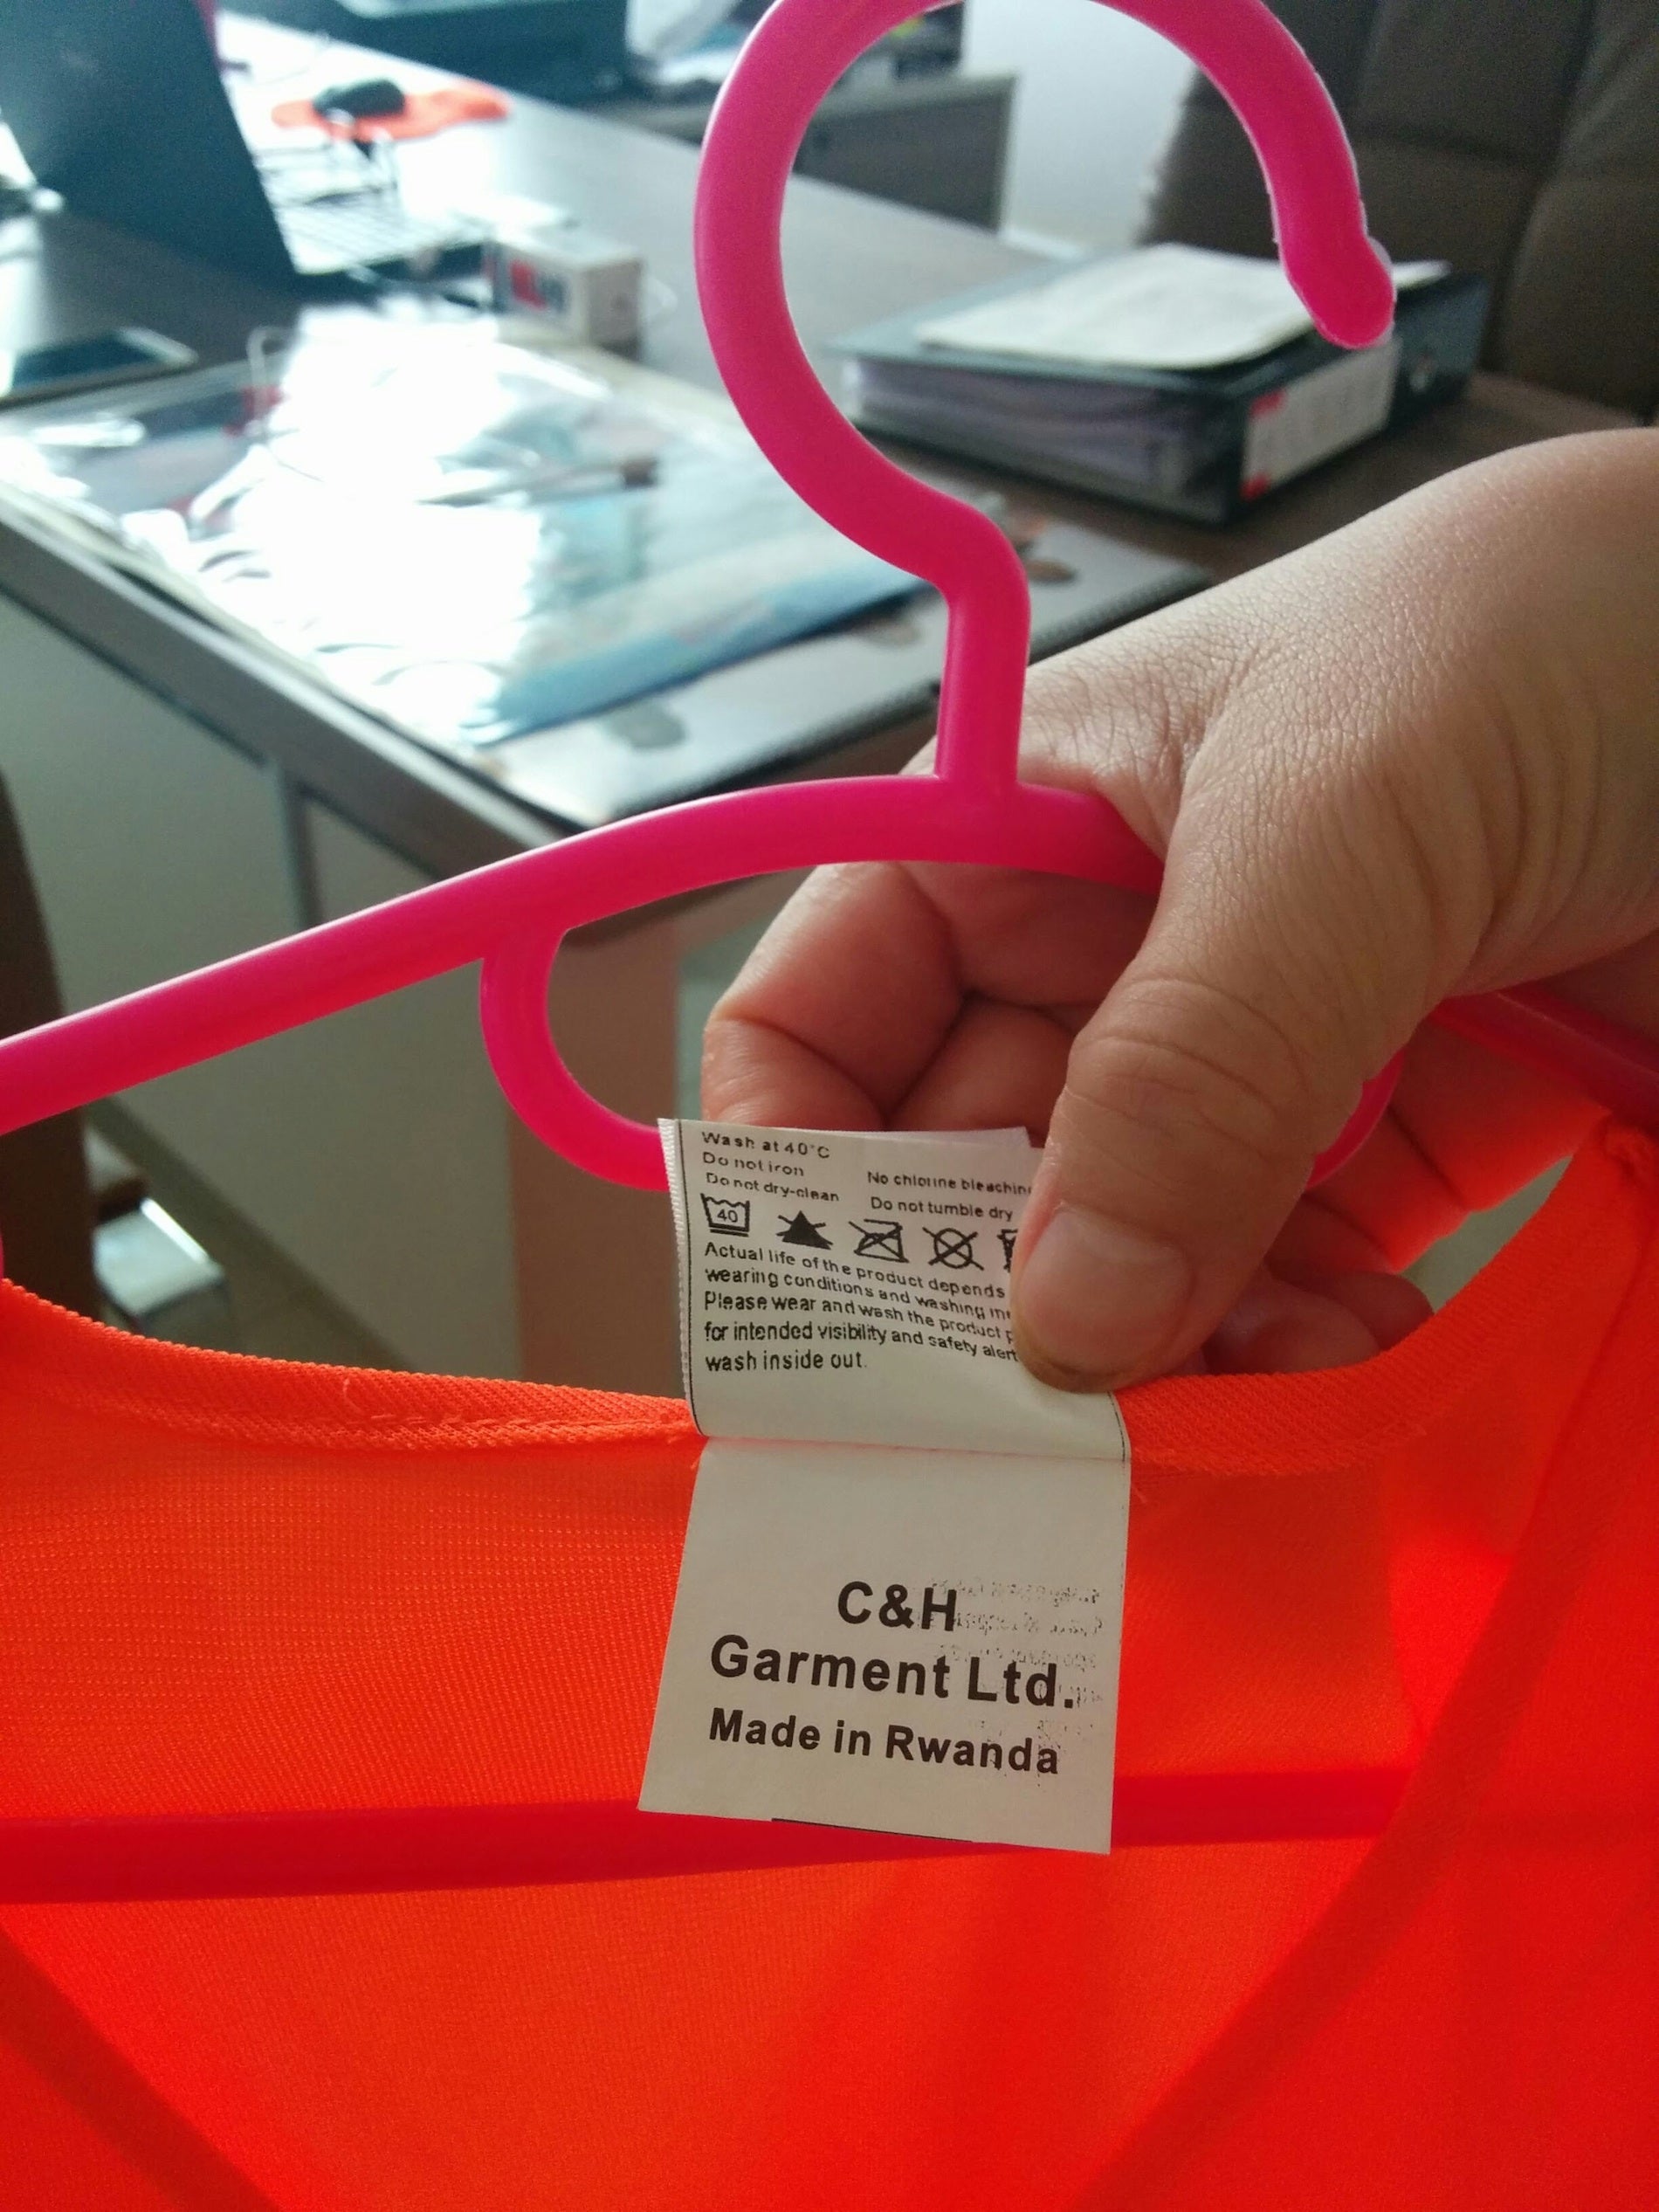 Wash at 40°C
Do not iron
No chlorine
Do not dry-clean
Do not tumble dry
40
Actual life of the product depends
wearing conditions and washing
Please wear and wash the product
for intended visibility and safety alert
wash inside out.
C&H
Garment Ltd.
Made in Rwanda